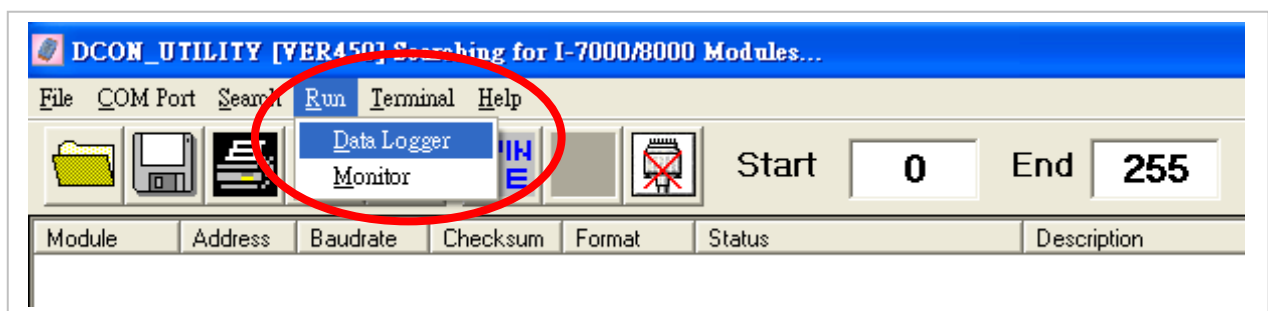 DCON_UTILITY [VER450] Searching for I-7000/8000 Modules...
File COM Port Search Run Terminal Help
Data Logger
Monitor
Start 0 End 255
Module Address Baudrate Checksum Format Status Description